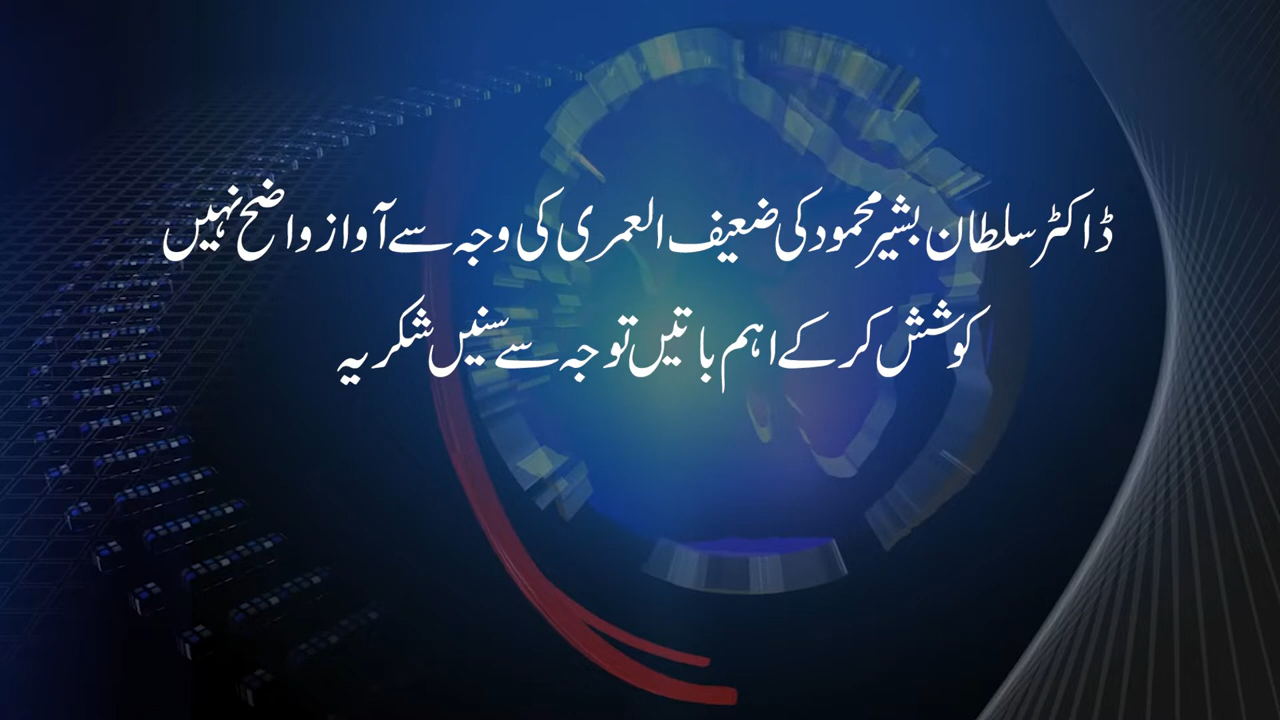 ڈاکٹر سلطان بشیر محمود کی ضعیف العمری کی وجہ سے آواز واضح نہیں
کوشش کر کے اہم باتیں توجہ سے سنیں شکریہ